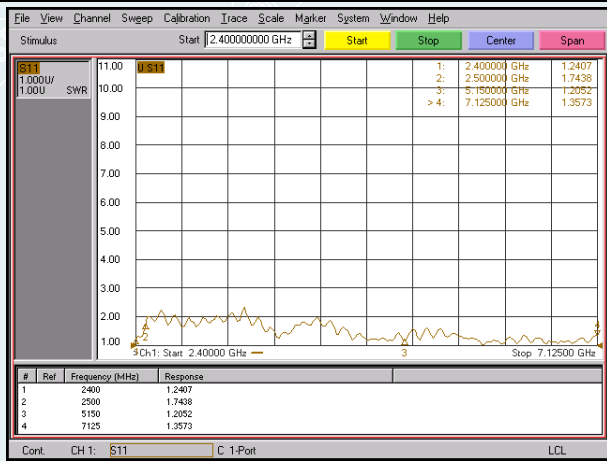 File View Channel Sweep Calibration Trace Scale Marker System Window Help
Stimulus Start 2.400000000 GHz Start Stop Center Span
S11
1.000U/
1.00U SWR
11.00 U S11
10.00
9.00
8.00
7.00
6.00
5.00
4.00
3.00
2.00
1.00
1: 2.400000 GHz 1.2407
2: 2.500000 GHz 1.7438
3: 5.150000 GHz 1.2052
> 4: 7.125000 GHz 1.3573
2
3
4
Ch1: Start 2.40000 GHz Stop 7.12500 GHz
# Ref Frequency (MHz) Response
1 2400 1.2407
2 2500 1.7438
3 5150 1.2052
4 7125 1.3573
Cont. CH 1: S11 C 1-Port LCL